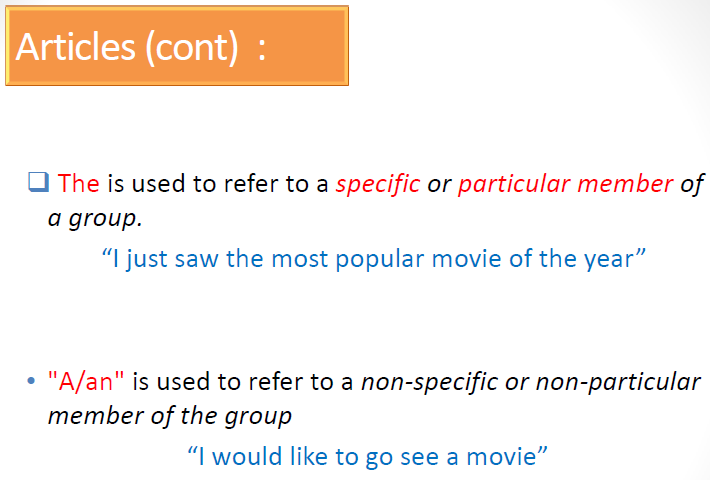 Articles (cont)  :
❑ The is used to refer to a specific or particular member of
a group.
“I just saw the most popular movie of the year”
• "A/an" is used to refer to a non-specific or non-particular
member of the group
“I would like to go see a movie”